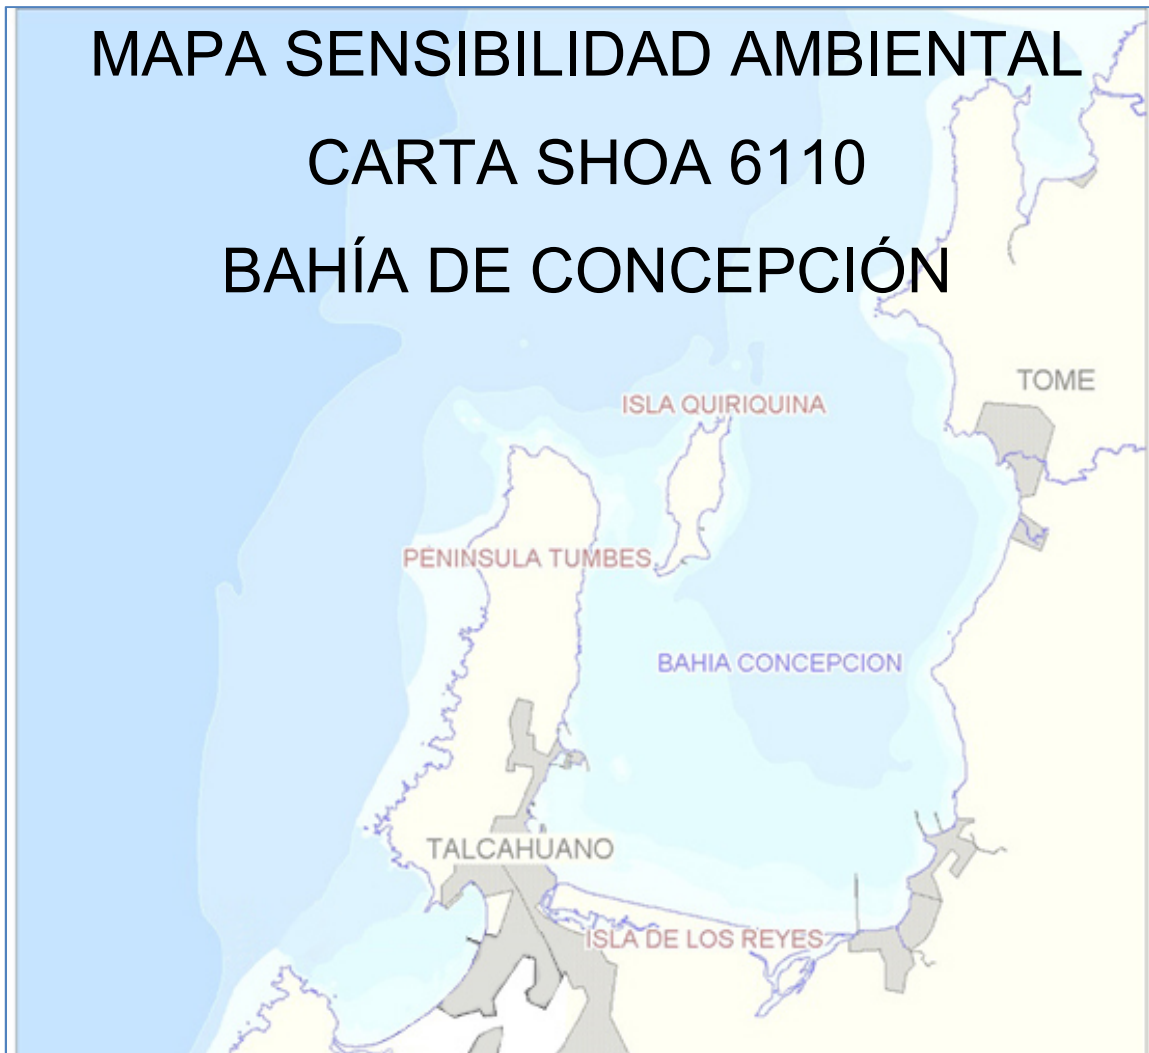 MAPA SENSIBILIDAD AMBIENTAL
CARTA SHOA 6110
BAHÍA DE CONCEPCIÓN
TOME
ISLA QUIRIQUINA
PENINSULA TUMBES
BAHIA CONCEPCION
TALCAHUANO
ISLA DE LOS REYES